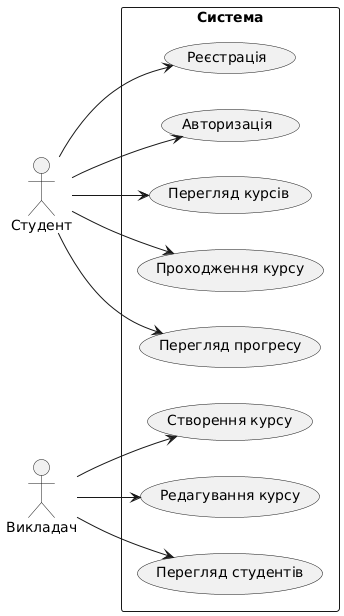 Система
Реєстрація
Авторизація
Перегляд курсів
Студент
Проходження курсу
Перегляд прогресу
Створення курсу
Редагування курсу
Викладач
Перегляд студентів